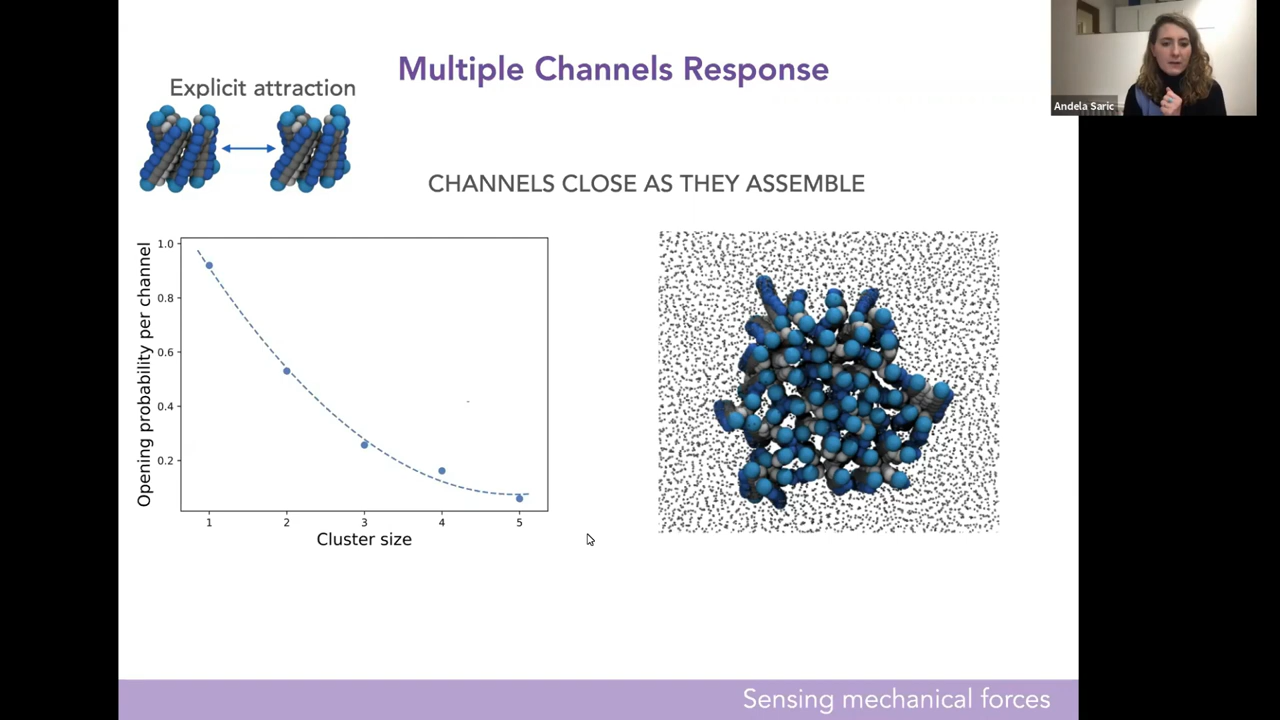 Multiple Channels Response
Explicit attraction
Andela Saric
CHANNELS CLOSE AS THEY ASSEMBLE
Opening probability per channel
1.0
0.8
0.6
0.4
0.2
1 2 3 4 5
Cluster size
Sensing mechanical forces